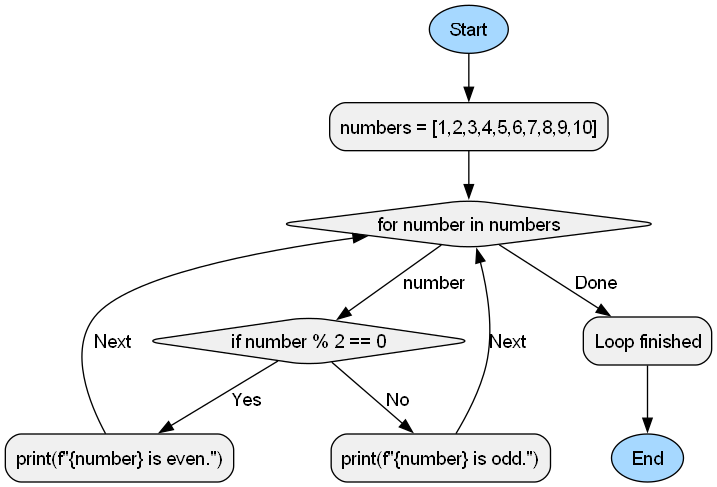 Start
numbers = [1,2,3,4,5,6,7,8,9,10]
for number in numbers
number
Done
if number % 2 == 0
Loop finished
Next
Next
Yes
No
print(f"{number} is even.")
print(f"{number} is odd.")
End